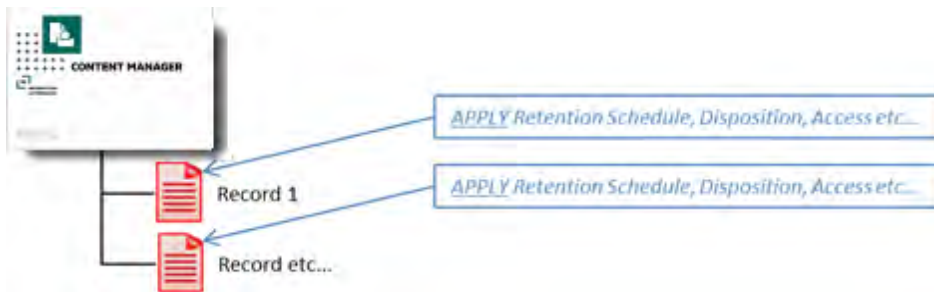 CONTENT MANAGER
APPLY Retention Schedule, Disposition, Access etc...
Record 1
APPLY Retention Schedule, Disposition, Access etc...
Record etc...